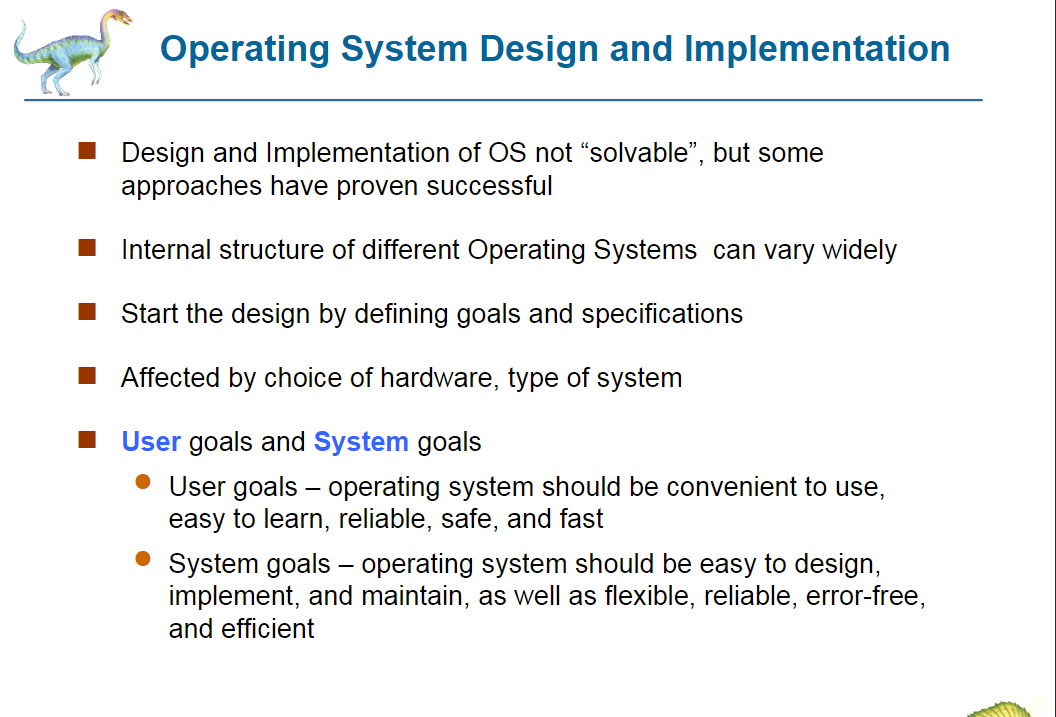 Operating System Design and Implementation
Design and Implementation of OS not “solvable”, but some
approaches have proven successful
Internal structure of different Operating Systems  can vary widely
Start the design by defining goals and specifications
Affected by choice of hardware, type of system
User goals and System goals
User goals – operating system should be convenient to use,
easy to learn, reliable, safe, and fast
System goals – operating system should be easy to design,
implement, and maintain, as well as flexible, reliable, error-free,
and efficient